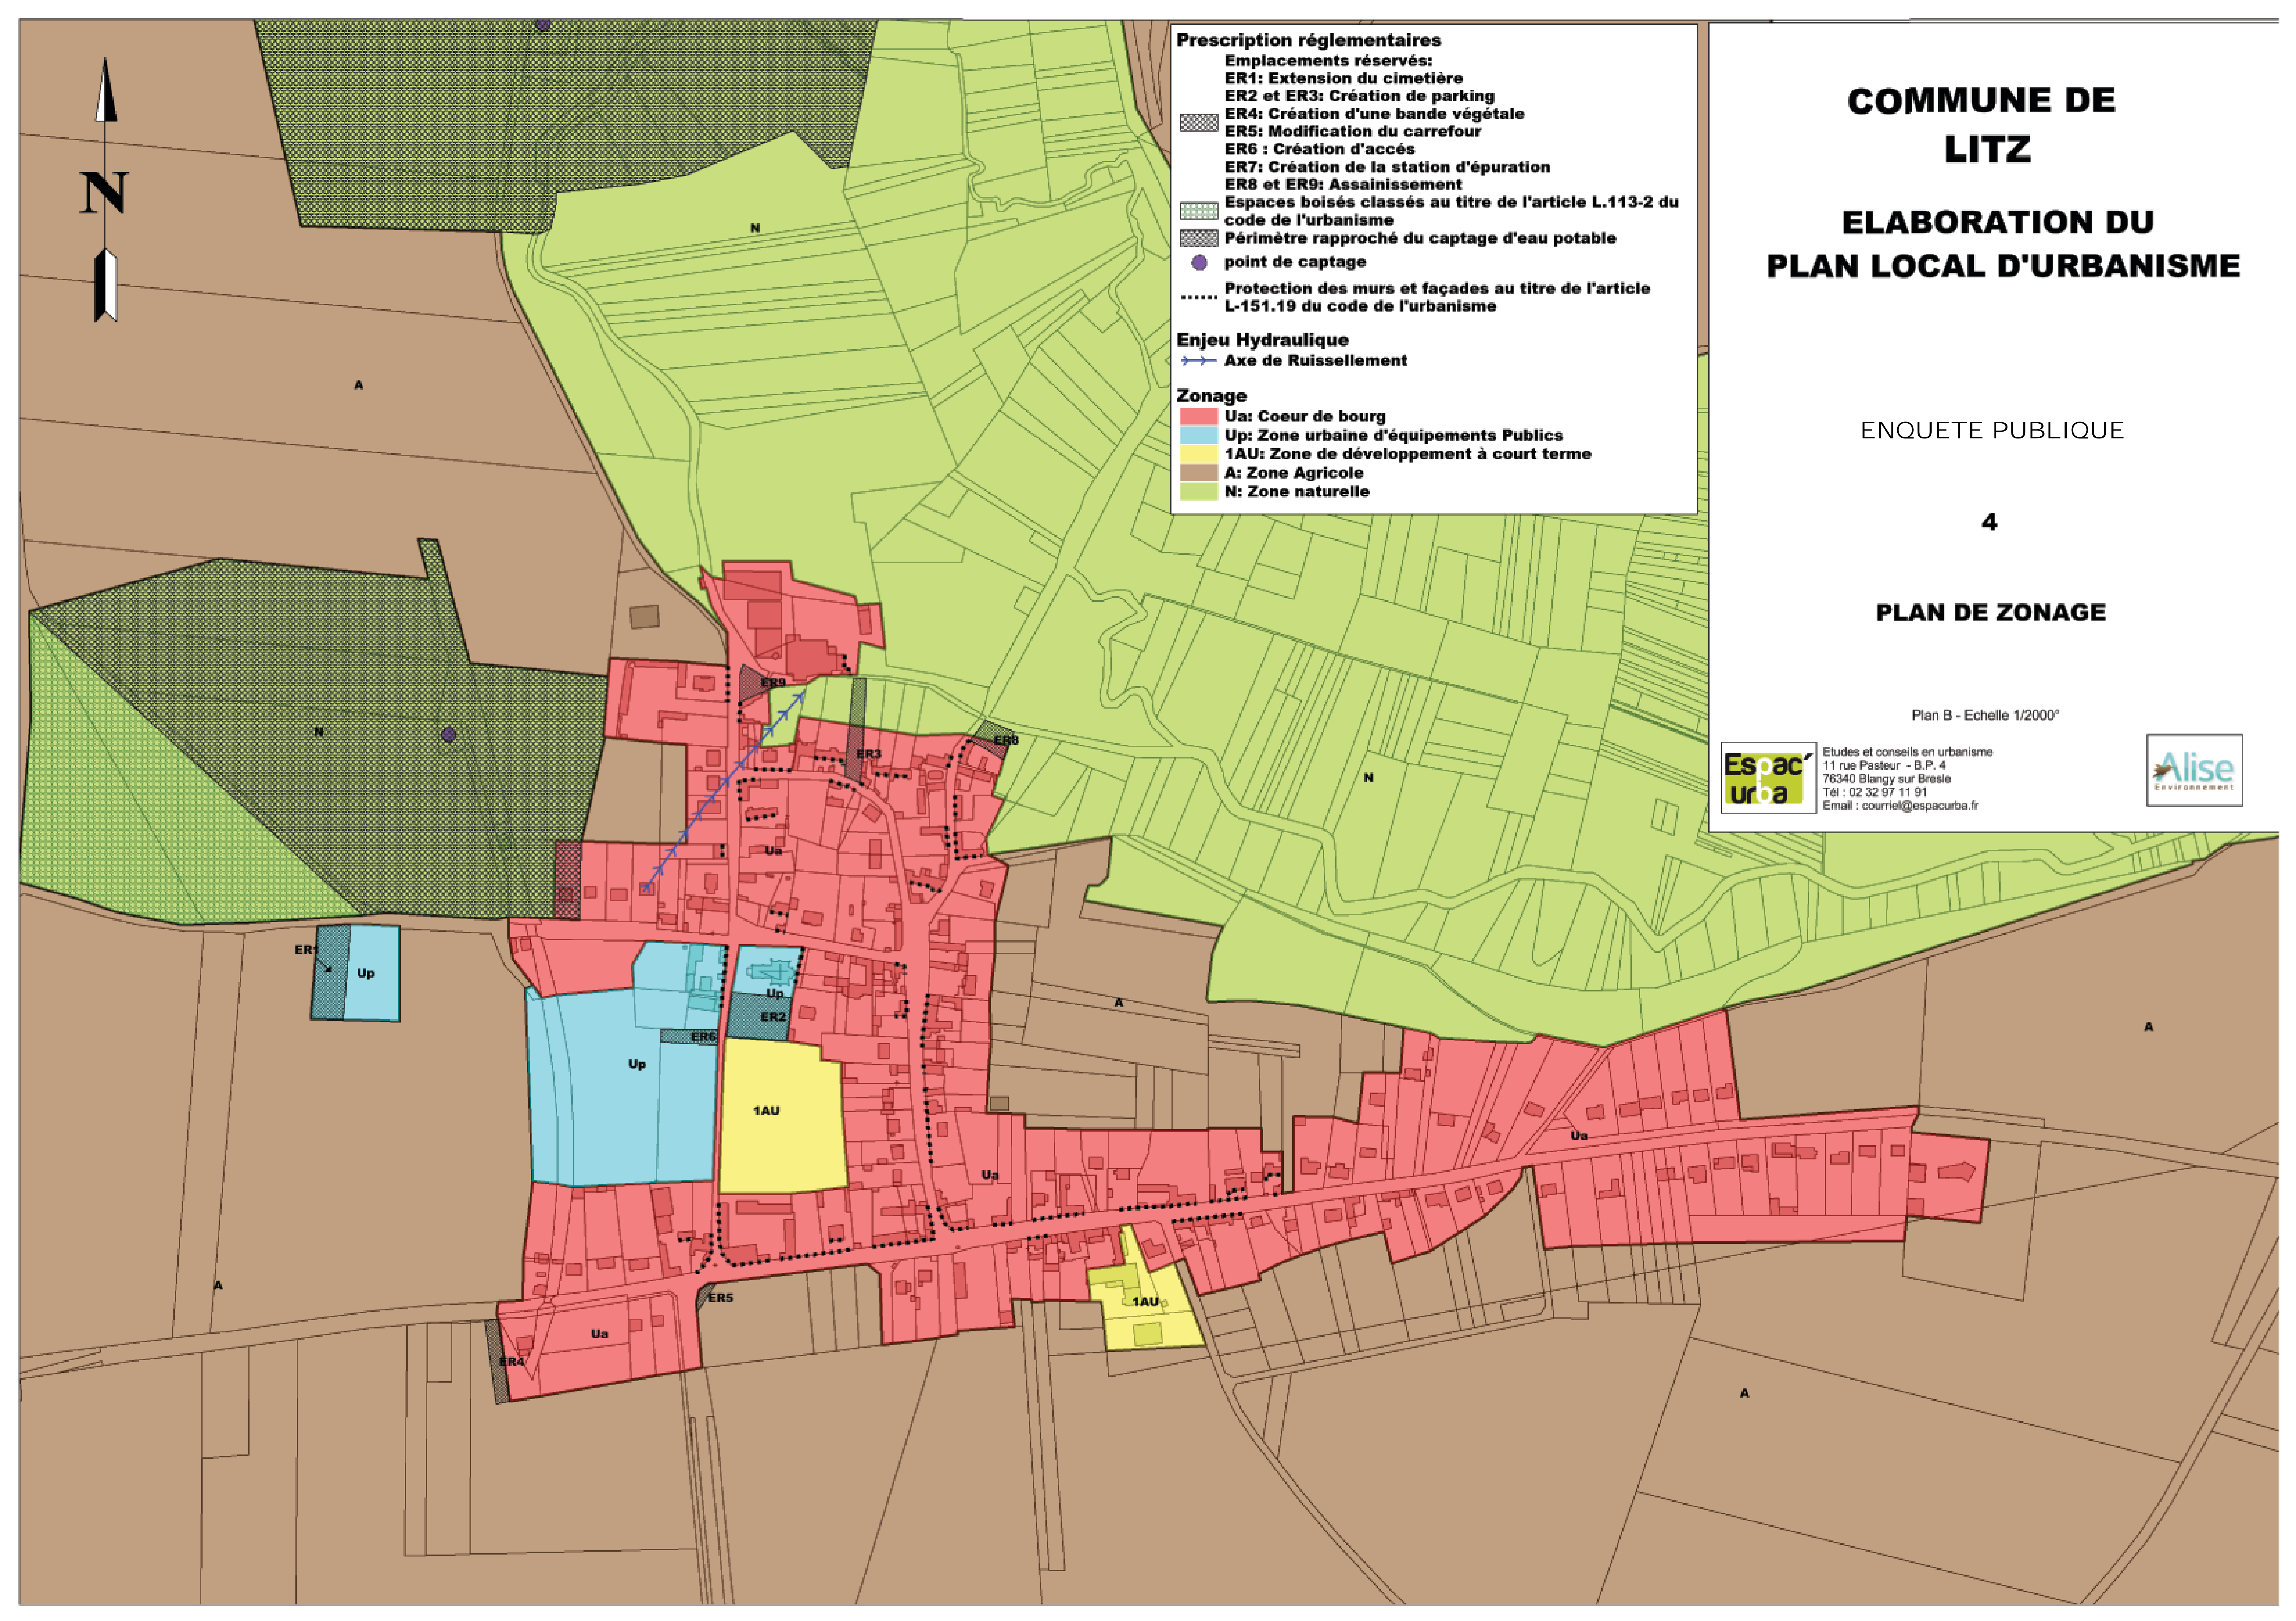 Prescription réglementaires
Emplacements réservés:
ER1: Extension du cimetière
ER2 et ER3: Création de parking
ER4: Création d'une bande végétale
ER5: Modification du carrefour
ER6 : Création d'accés
ER7: Création de la station d'épuration
ER8 et ER9: Assainissement
Espaces boisés classés au titre de l'article L.113-2 du
code de l'urbanisme
Périmètre rapproché du captage d'eau potable
point de captage
Protection des murs et façades au titre de l'article
L-151.19 du code de l'urbanisme
Enjeu Hydraulique
Axe de Ruissellement
Zonage
Ua: Coeur de bourg
Up: Zone urbaine d'équipements Publics
1AU: Zone de développement à court terme
A: Zone Agricole
N: Zone naturelle
COMMUNE DE
LITZ
ELABORATION DU
PLAN LOCAL D'URBANISME
ENQUETE PUBLIQUE
4
PLAN DE ZONAGE
Plan B - Echelle 1/2000°
Espac'
urba
Etudes et conseils en urbanisme
11 rue Pasteur - B.P. 4
76340 Blangy sur Bresle
Tél : 02 32 97 11 91
Email : courriel@espacurba.fr
Alise
Environnement
N
N
A
ER9
N
ER8
ER3
N
Ua
ER1
Up
Up
ER2
A
A
ER6
Up
1AU
Ua
Ua
A
ER5
1AU
Ua
ER4
A